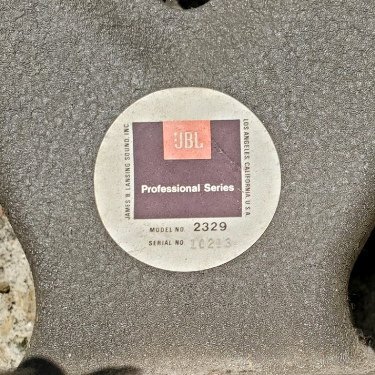 JBL
JAMES B. LANSING SOUND, INC.
LOS ANGELES, CALIFORNIA, U.S.A.
Professional Series
MODEL NO. 2329
SERIAL NO. 10213